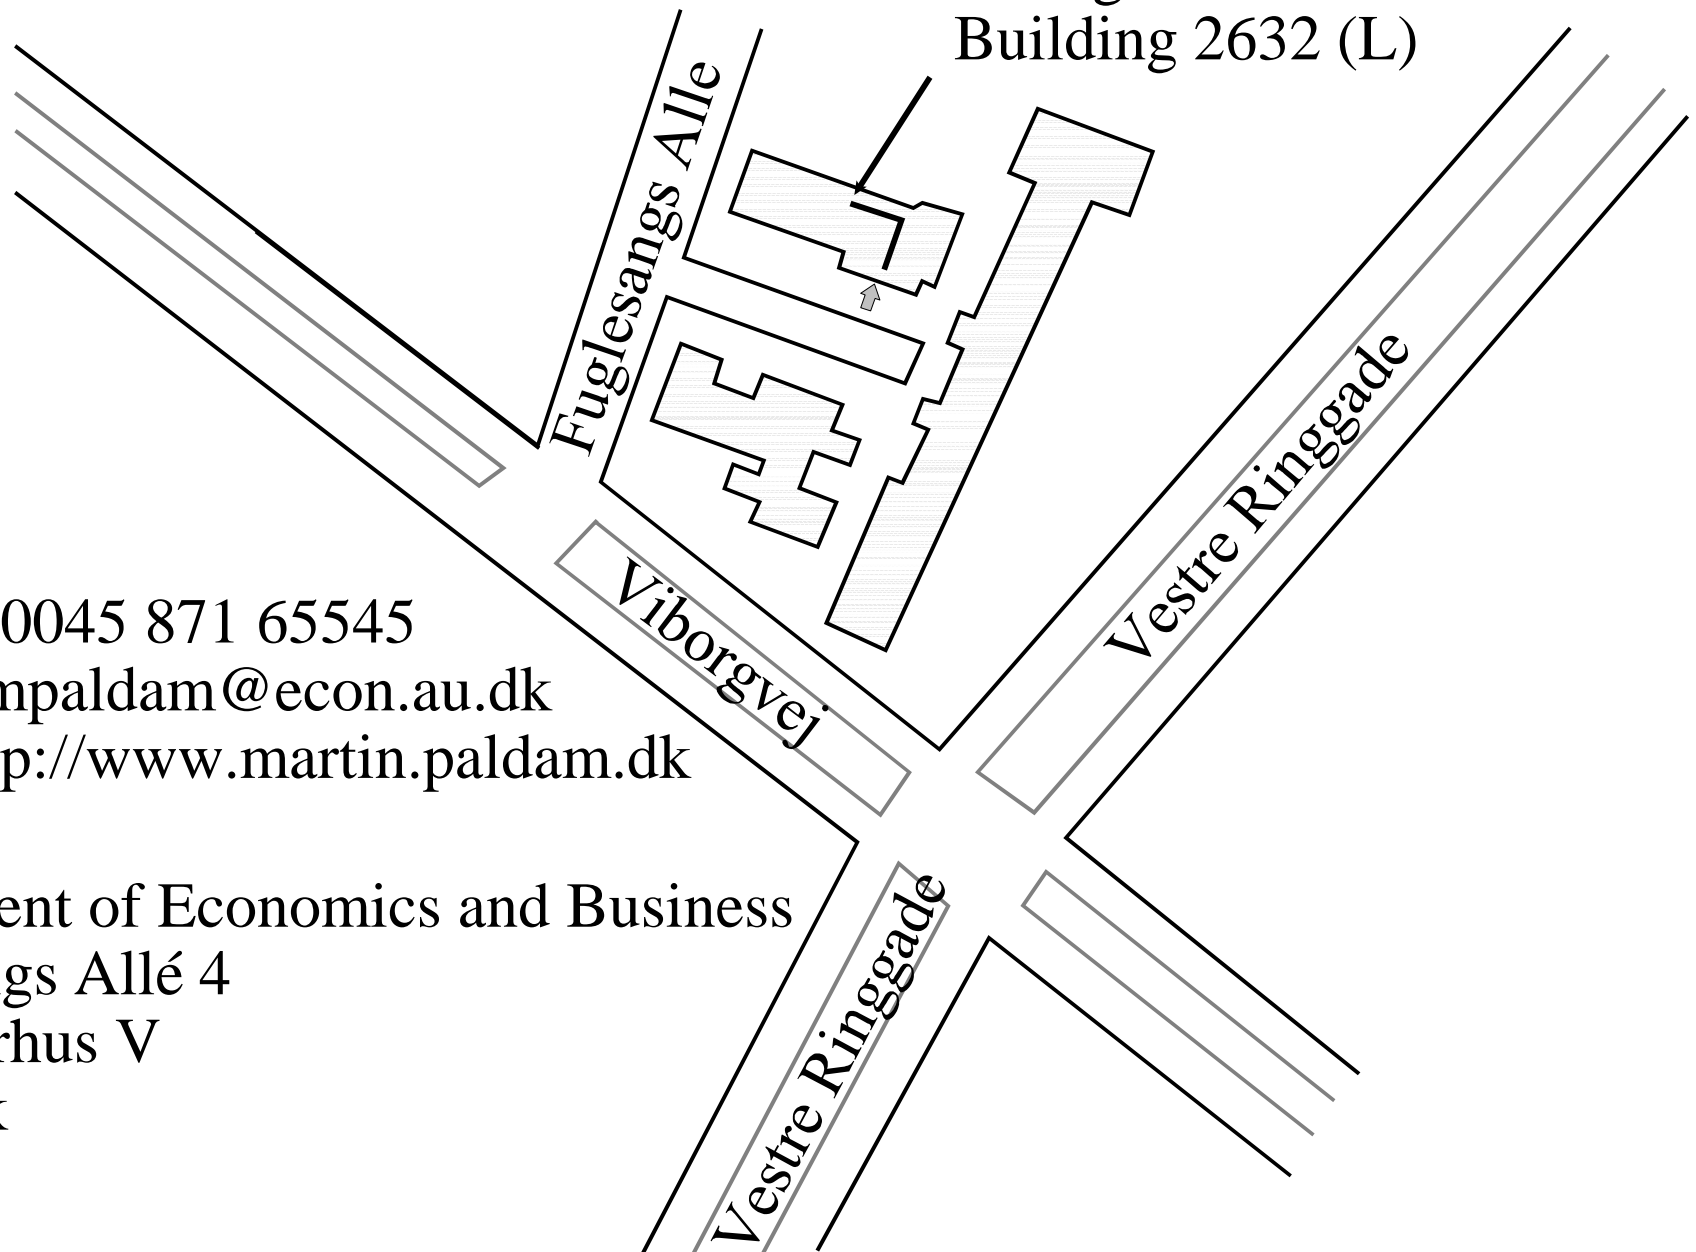 Building 2632 (L)
Fuglesangs Alle
Vestre Ringgade
Viborgvej
0045 871 65545
mpaldam@econ.au.dk
p://www.martin.paldam.dk
ent of Economics and Business
gs Allé 4
rhus V
k
Vestre Ringgade